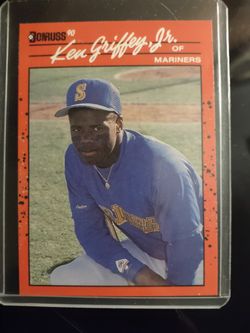 DONRUSS 90
Ken Griffey, Jr. OF
MARINERS
S